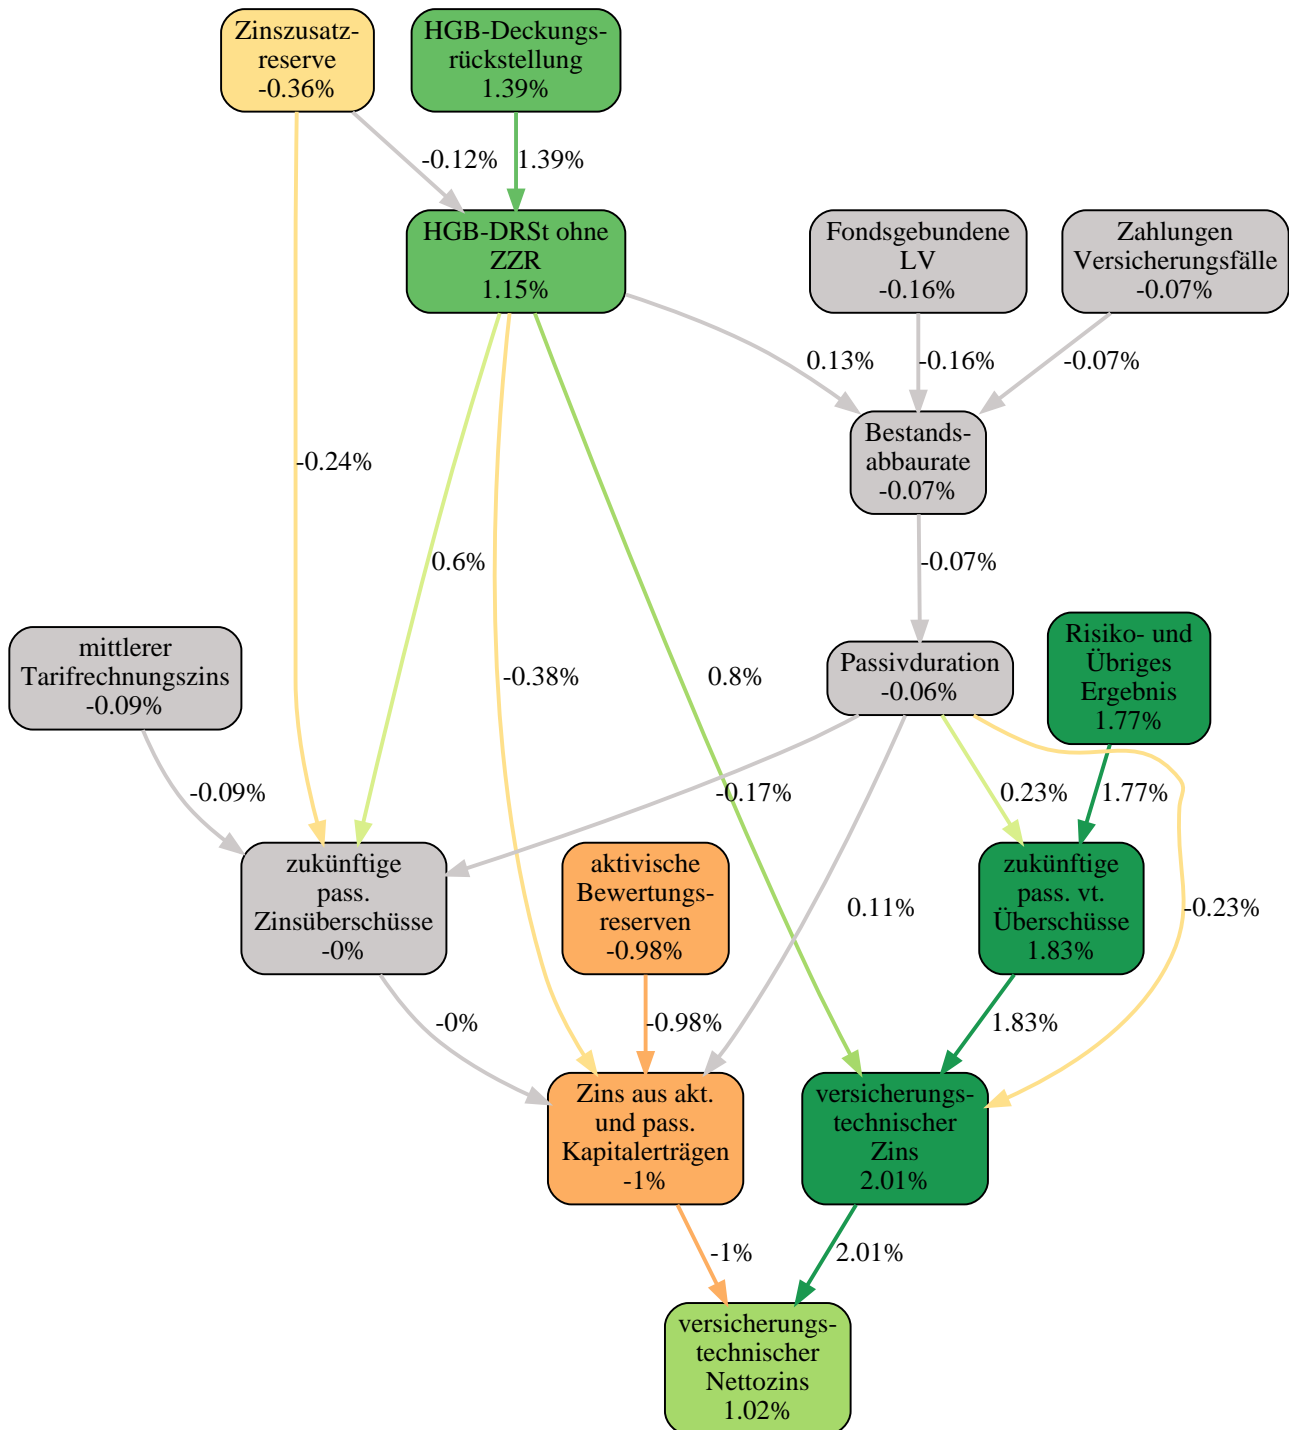 Zinszusatz-
reserve
-0.36%
HGB-Deckungs-
rückstellung
1.39%
-0.12%
1.39%
HGB-DRSt ohne
ZZR
1.15%
Fondsgebundene
LV
-0.16%
Zahlungen
Versicherungsfälle
-0.07%
0.13%
-0.16%
-0.07%
Bestands-
abbaurate
-0.07%
-0.24%
0.6%
-0.07%
mittlerer
Tarifrechnungszins
-0.09%
-0.38%
0.8%
Passivduration
-0.06%
Risiko- und
Übriges
Ergebnis
1.77%
-0.09%
-0.17%
0.23%
1.77%
zukünftige
pass.
Zinsüberschüsse
-0%
aktivische
Bewertungs-
reserven
-0.98%
0.11%
zukünftige
pass. vt.
Überschüsse
1.83%
-0.23%
-0%
-0.98%
1.83%
Zins aus akt.
und pass.
Kapitalerträgen
-1%
versicherungs-
technischer
Zins
2.01%
-1%
2.01%
versicherungs-
technischer
Nettozins
1.02%